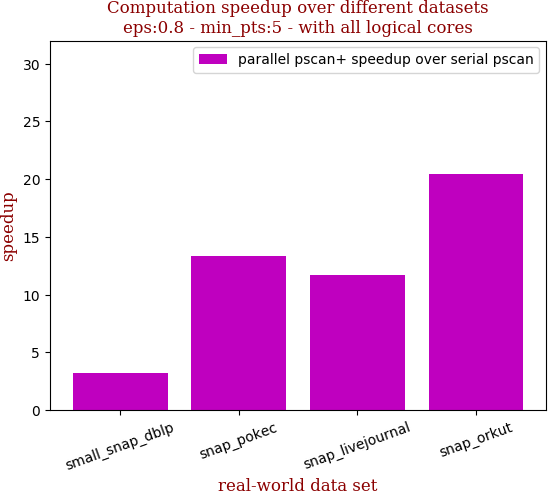 Computation speedup over different datasets
eps:0.8 - min_pts:5 - with all logical cores
parallel pscan+ speedup over serial pscan
speedup
30
25
20
15
10
5
0
small_snap_dblp
snap_pokec
snap_livejournal
snap_orkut
real-world data set